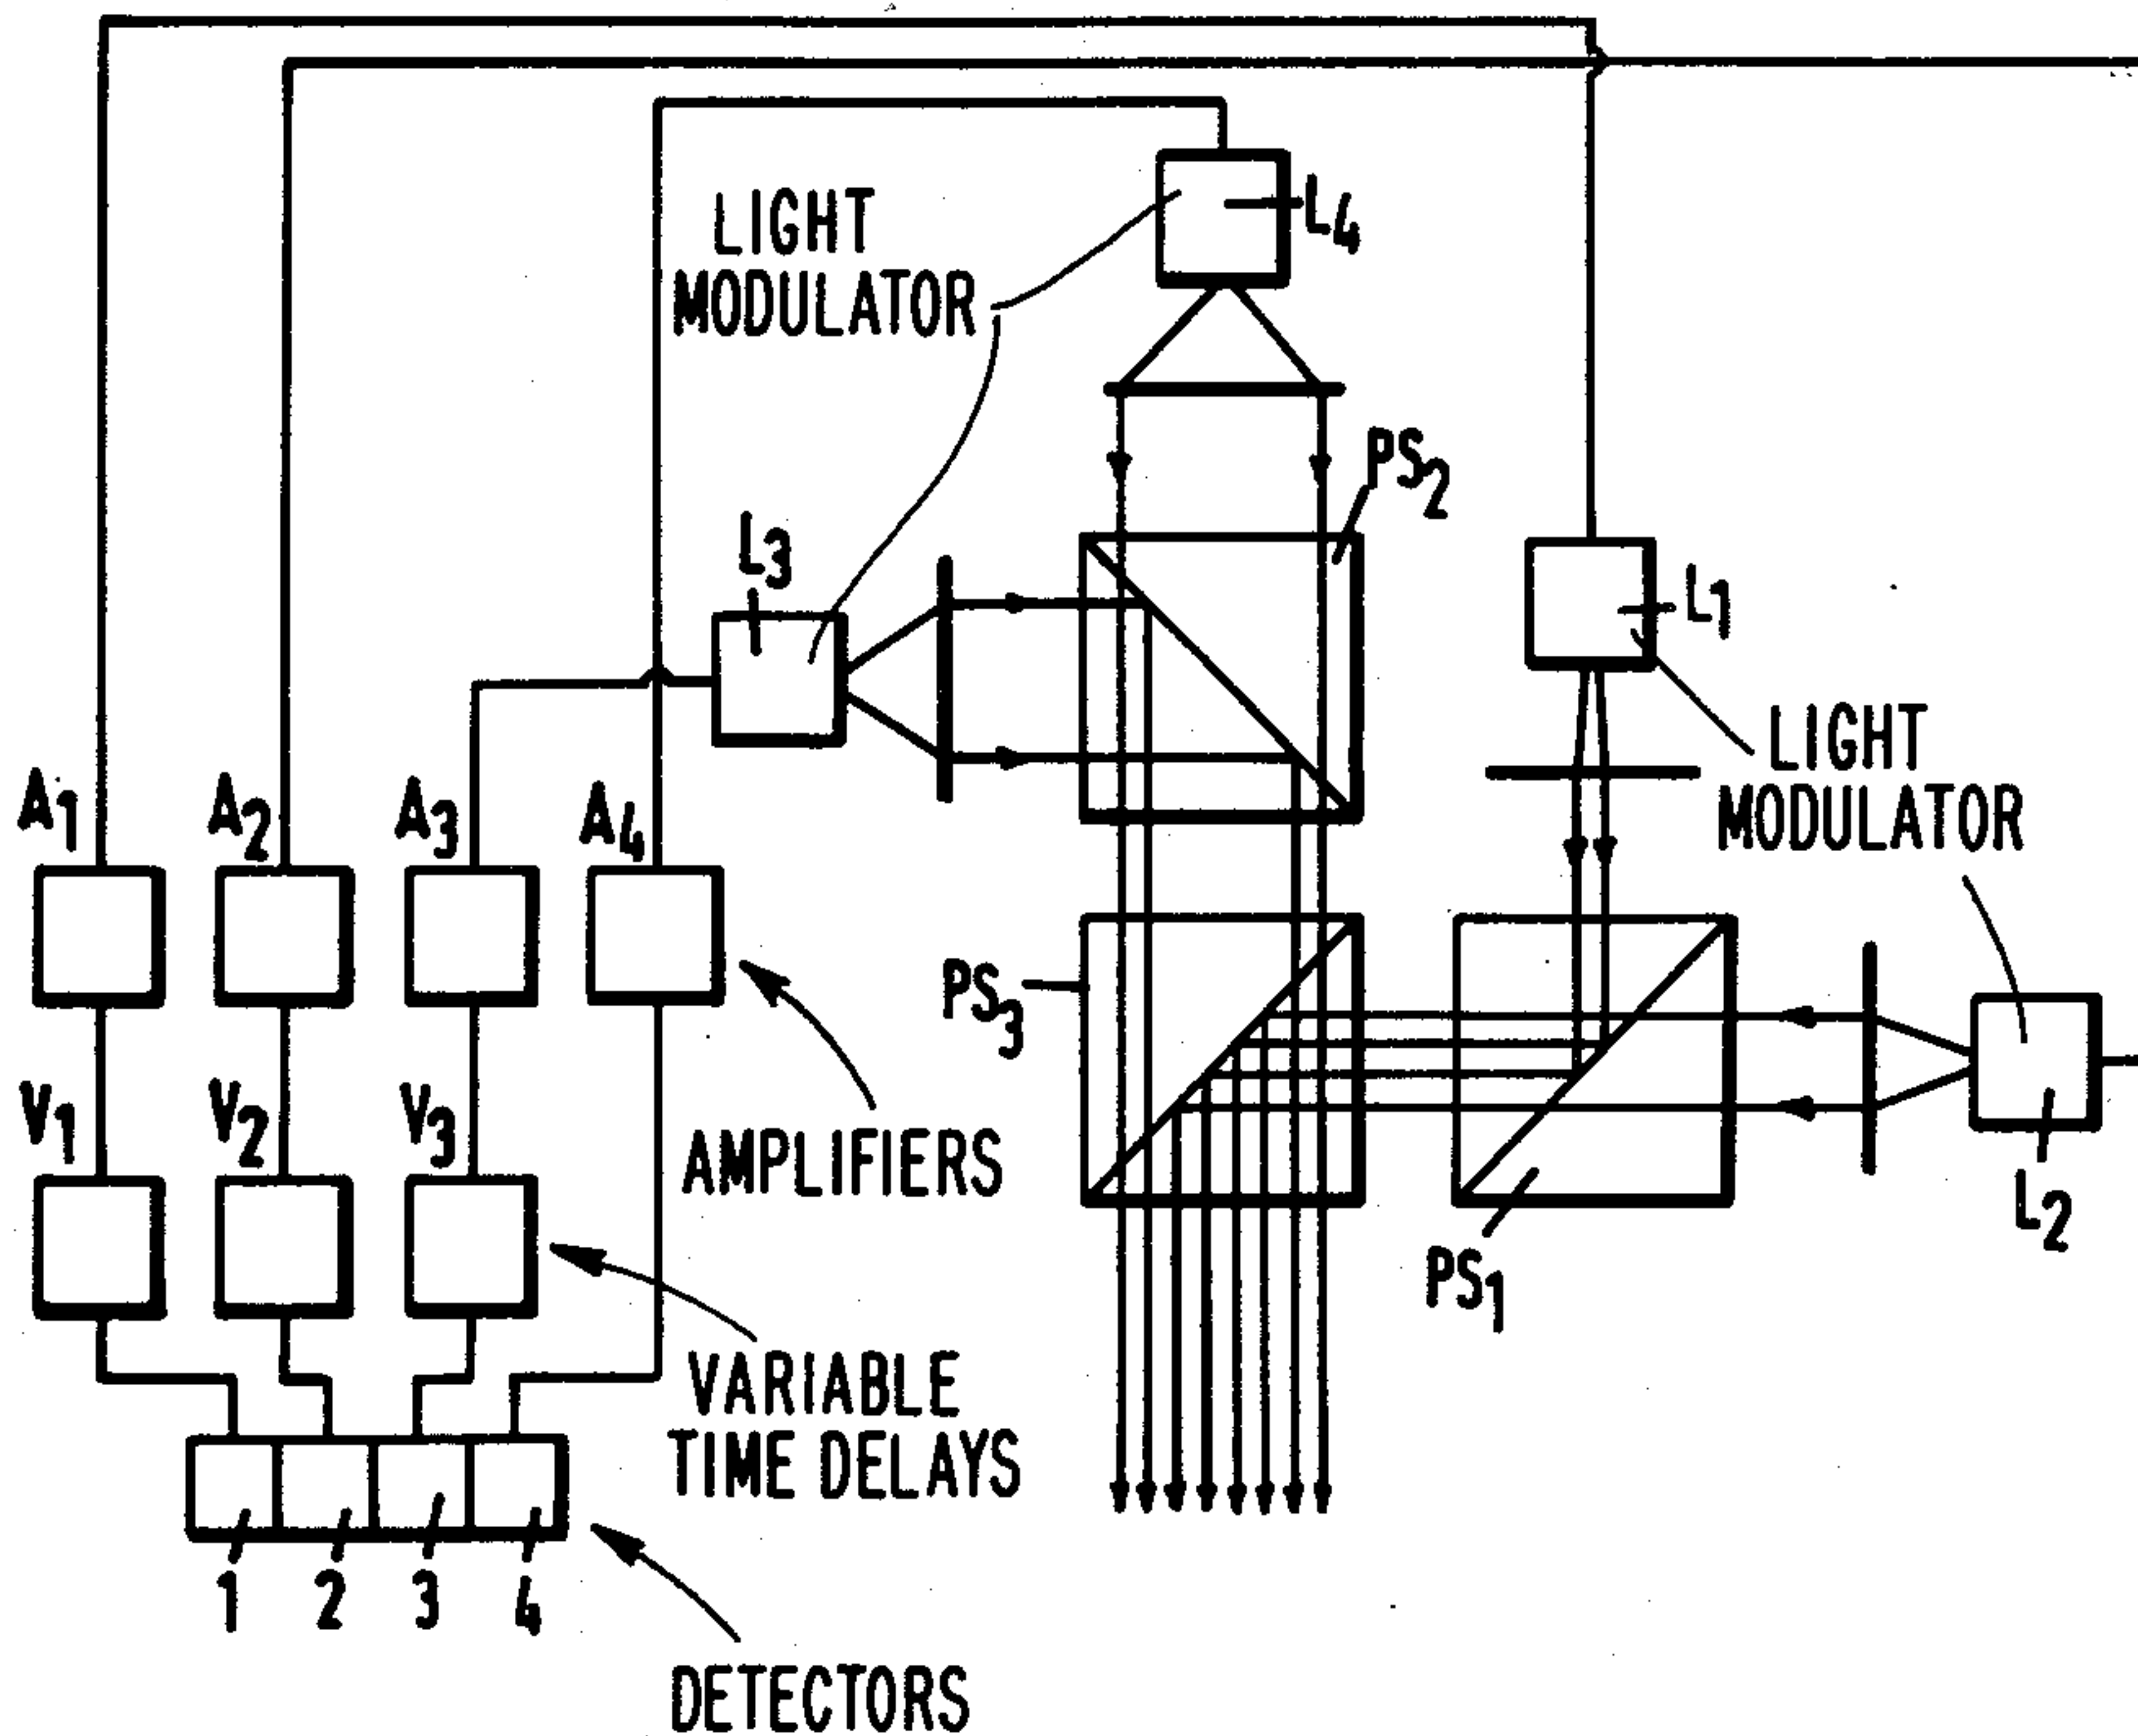 LIGHT
MODULATOR
L4
PS2
L3
L1
LIGHT
MODULATOR
A1
A2
A3
A4
PS3
V1
V2
V3
AMPLIFIERS
L2
PS1
VARIABLE
TIME DELAYS
1
2
3
4
DETECTORS